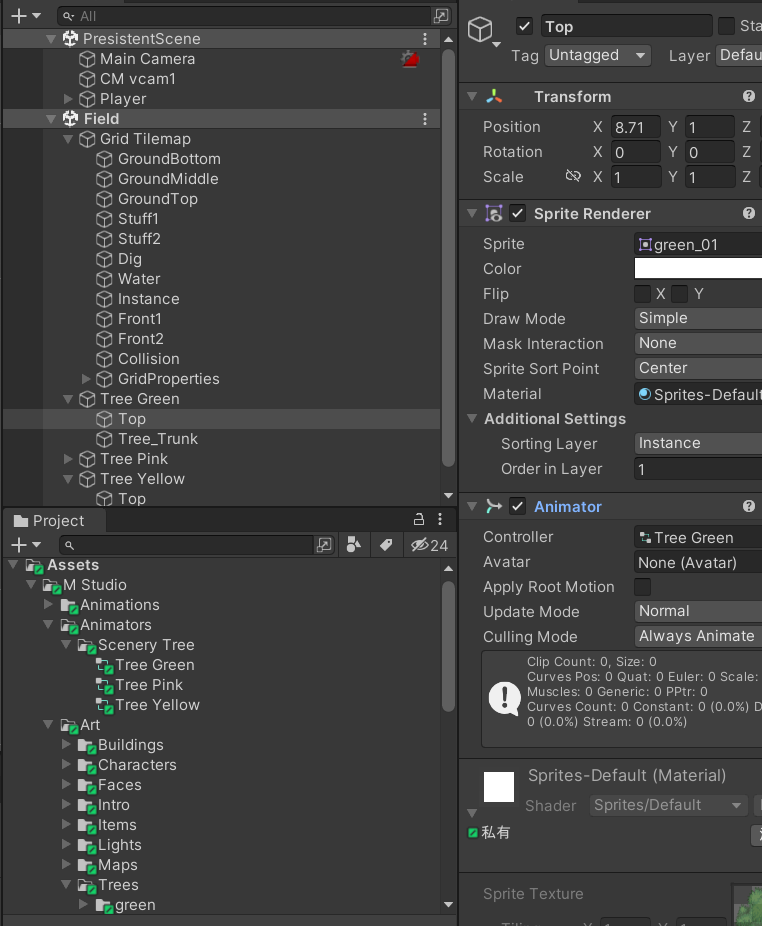 All
PresistentScene
Main Camera
CM vcam1
Player
Field
Grid Tilemap
GroundBottom
GroundMiddle
GroundTop
Stuff1
Stuff2
Dig
Water
Instance
Front1
Front2
Collision
GridProperties
Tree Green
Top
Tree_Trunk
Tree Pink
Tree Yellow
Top
Project
24
Assets
M Studio
Animations
Animators
Scenery Tree
Tree Green
Tree Pink
Tree Yellow
Art
Buildings
Characters
Faces
Intro
Items
Lights
Maps
Trees
green
Top Sta
Tag Untagged Layer Defau
Transform
Position X 8.71 Y 1 Z
Rotation X 0 Y 0 Z
Scale X 1 Y 1 Z
Sprite Renderer
Sprite green_01
Color
Flip X Y
Draw Mode Simple
Mask Interaction None
Sprite Sort Point Center
Material Sprites-Default
Additional Settings
Sorting Layer Instance
Order in Layer 1
Animator
Controller Tree Green
Avatar None (Avatar)
Apply Root Motion
Update Mode Normal
Culling Mode Always Animate
Clip Count: 0, Size: 0
Curves Pos: 0 Quat: 0 Euler: 0 Scale:
Muscles: 0 Generic: 0 PPtr: 0
Curves Count: 0 Constant: 0 (0.0%) D
0 (0.0%) Stream: 0 (0.0%)
Sprites-Default (Material)
Shader Sprites/Default
私有
Sprite Texture